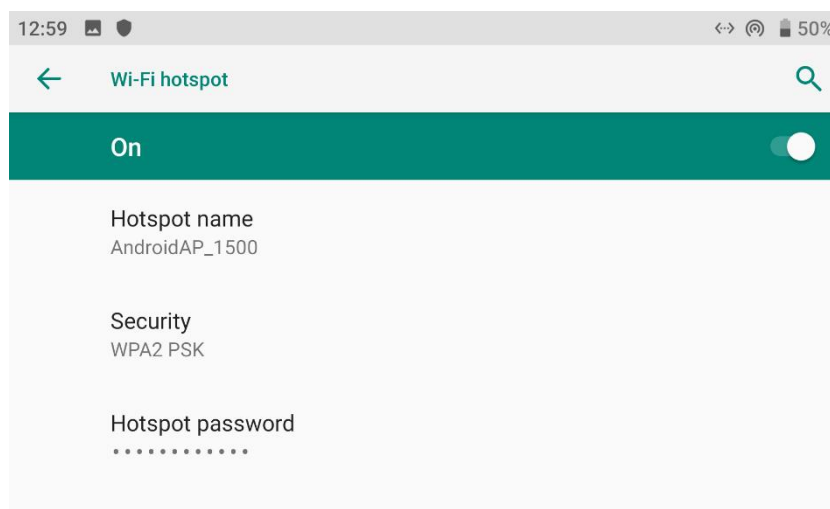 12:59 50%
Wi-Fi hotspot
On
Hotspot name
AndroidAP_1500
Security
WPA2 PSK
Hotspot password
••••••••••••